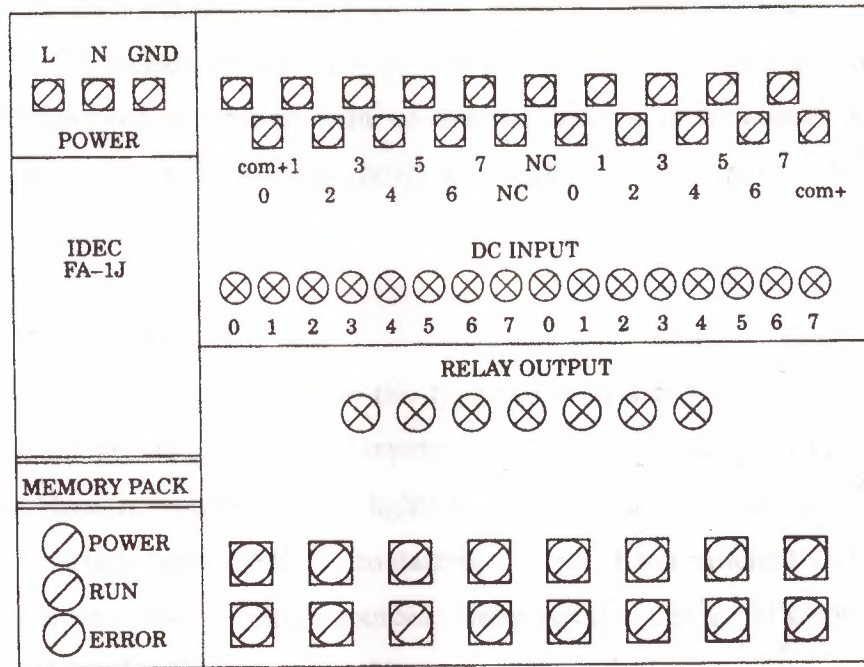 L N GND
POWER
IDEC
FA-1J
MEMORY PACK
POWER
RUN
ERROR
com+1 3 5 7 NC 1 3 5 7
0 2 4 6 NC 0 2 4 6 com+
DC INPUT
0 1 2 3 4 5 6 7 0 1 2 3 4 5 6 7
RELAY OUTPUT